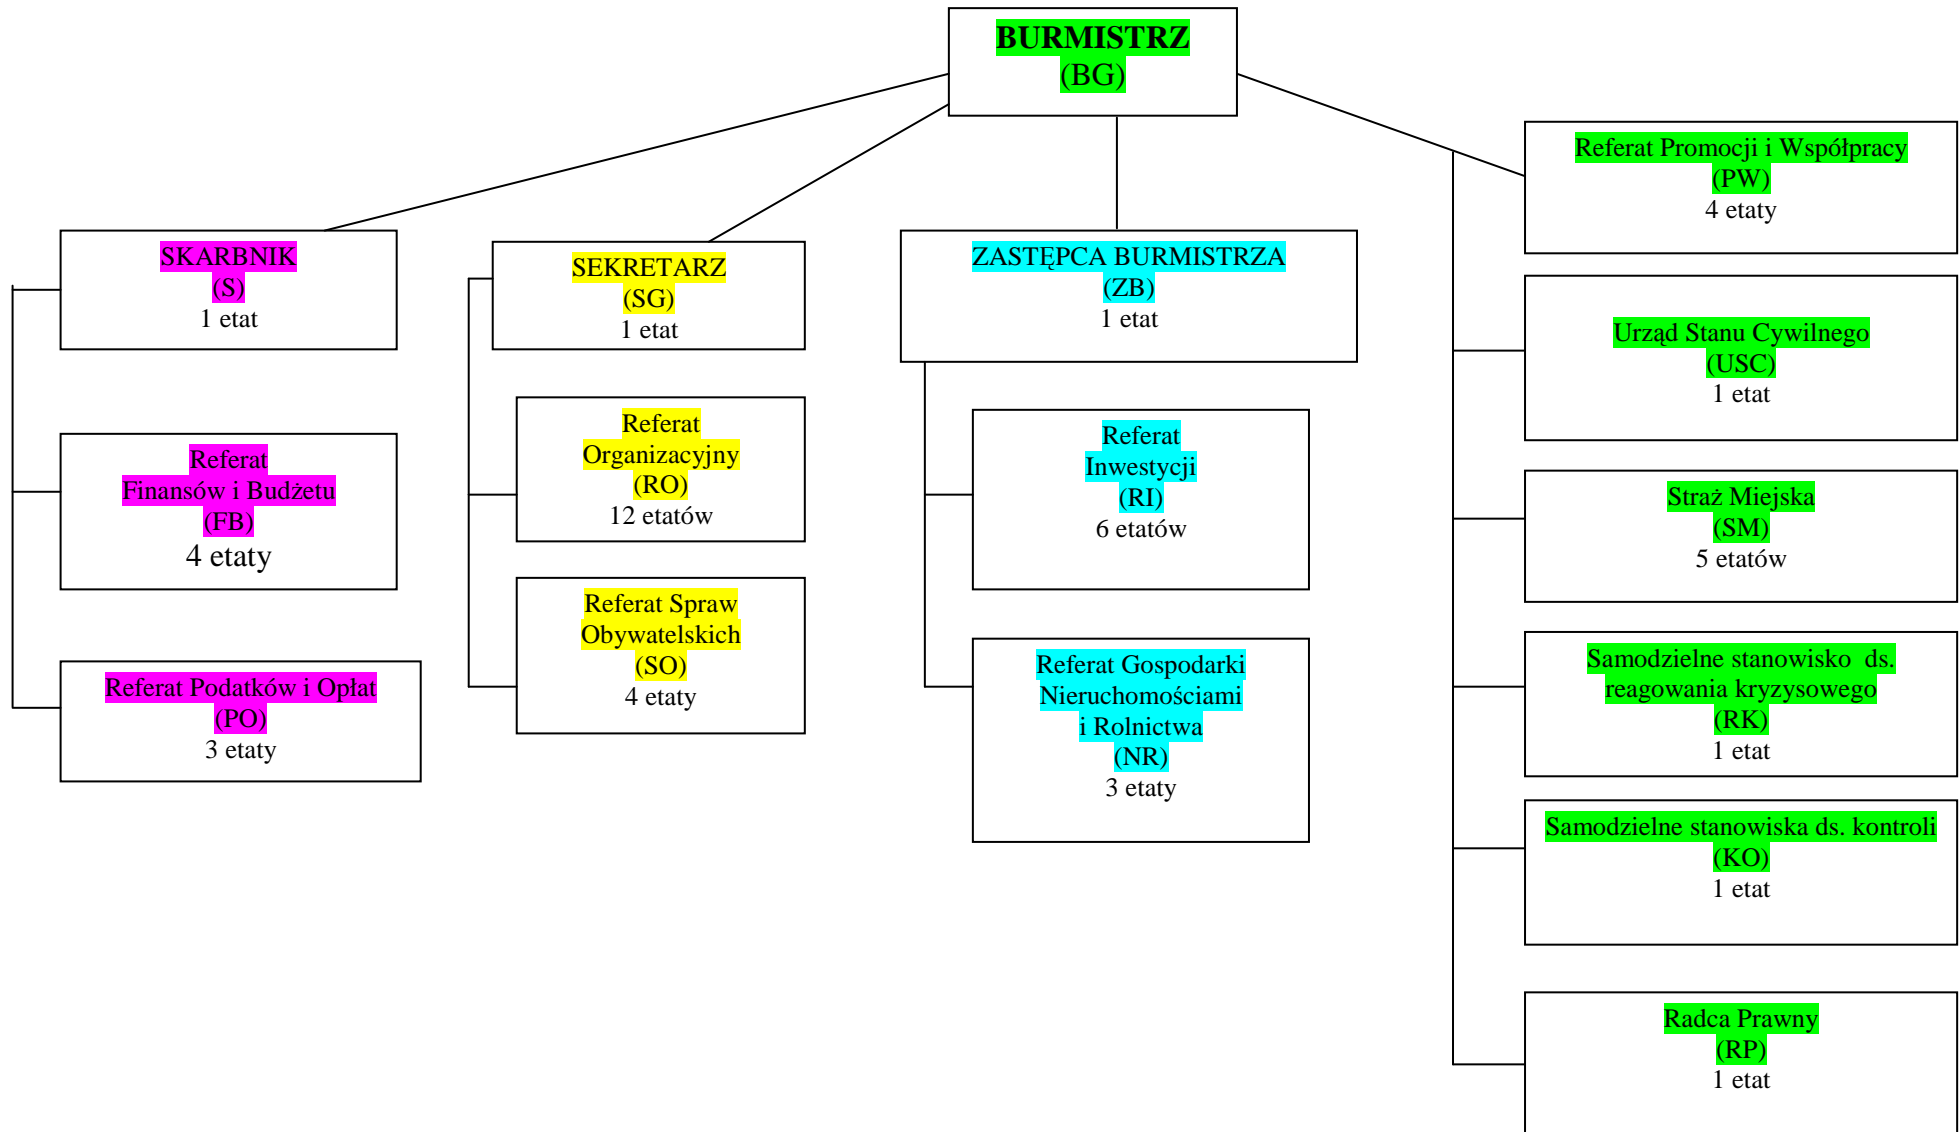 BURMISTRZ
(BG)
SKARBNIK
(S)
1 etat
Referat
Finansów i Budżetu
(FB)
4 etaty
Referat Podatków i Opłat
(PO)
3 etaty
SEKRETARZ
(SG)
1 etat
Referat
Organizacyjny
(RO)
12 etatów
Referat Spraw
Obywatelskich
(SO)
4 etaty
ZASTĘPCA BURMISTRZA
(ZB)
1 etat
Referat
Inwestycji
(RI)
6 etatów
Referat Gospodarki
Nieruchomościami
i Rolnictwa
(NR)
3 etaty
Referat Promocji i Współpracy
(PW)
4 etaty
Urząd Stanu Cywilnego
(USC)
1 etat
Straż Miejska
(SM)
5 etatów
Samodzielne stanowisko  ds.
reagowania kryzysowego
(RK)
1 etat
Samodzielne stanowiska ds. kontroli
(KO)
1 etat
Radca Prawny
(RP)
1 etat